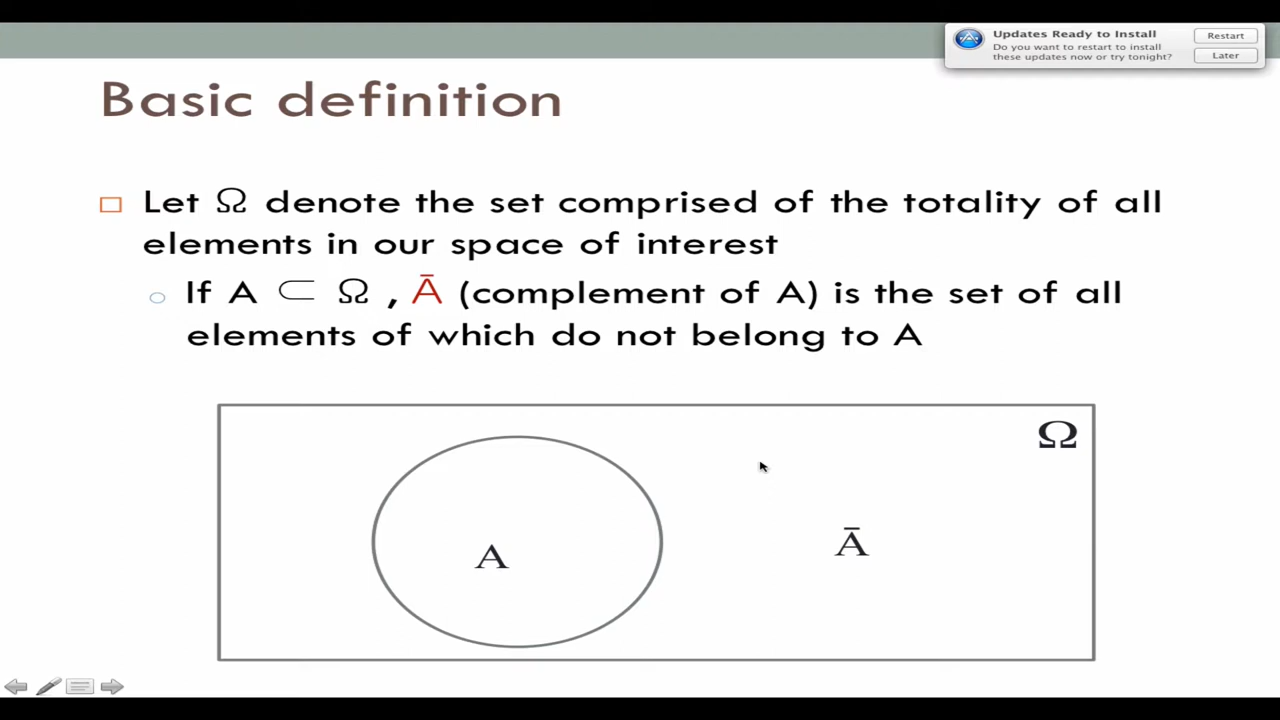 Updates Ready to Install
Restart
Do you want to restart to install
these updates now or try tonight?
Later
Basic definition
Let Ω denote the set comprised of the totality of all
elements in our space of interest
If A ⊂ Ω , Ā (complement of A) is the set of all
elements of which do not belong to A
Ω
A
Ā